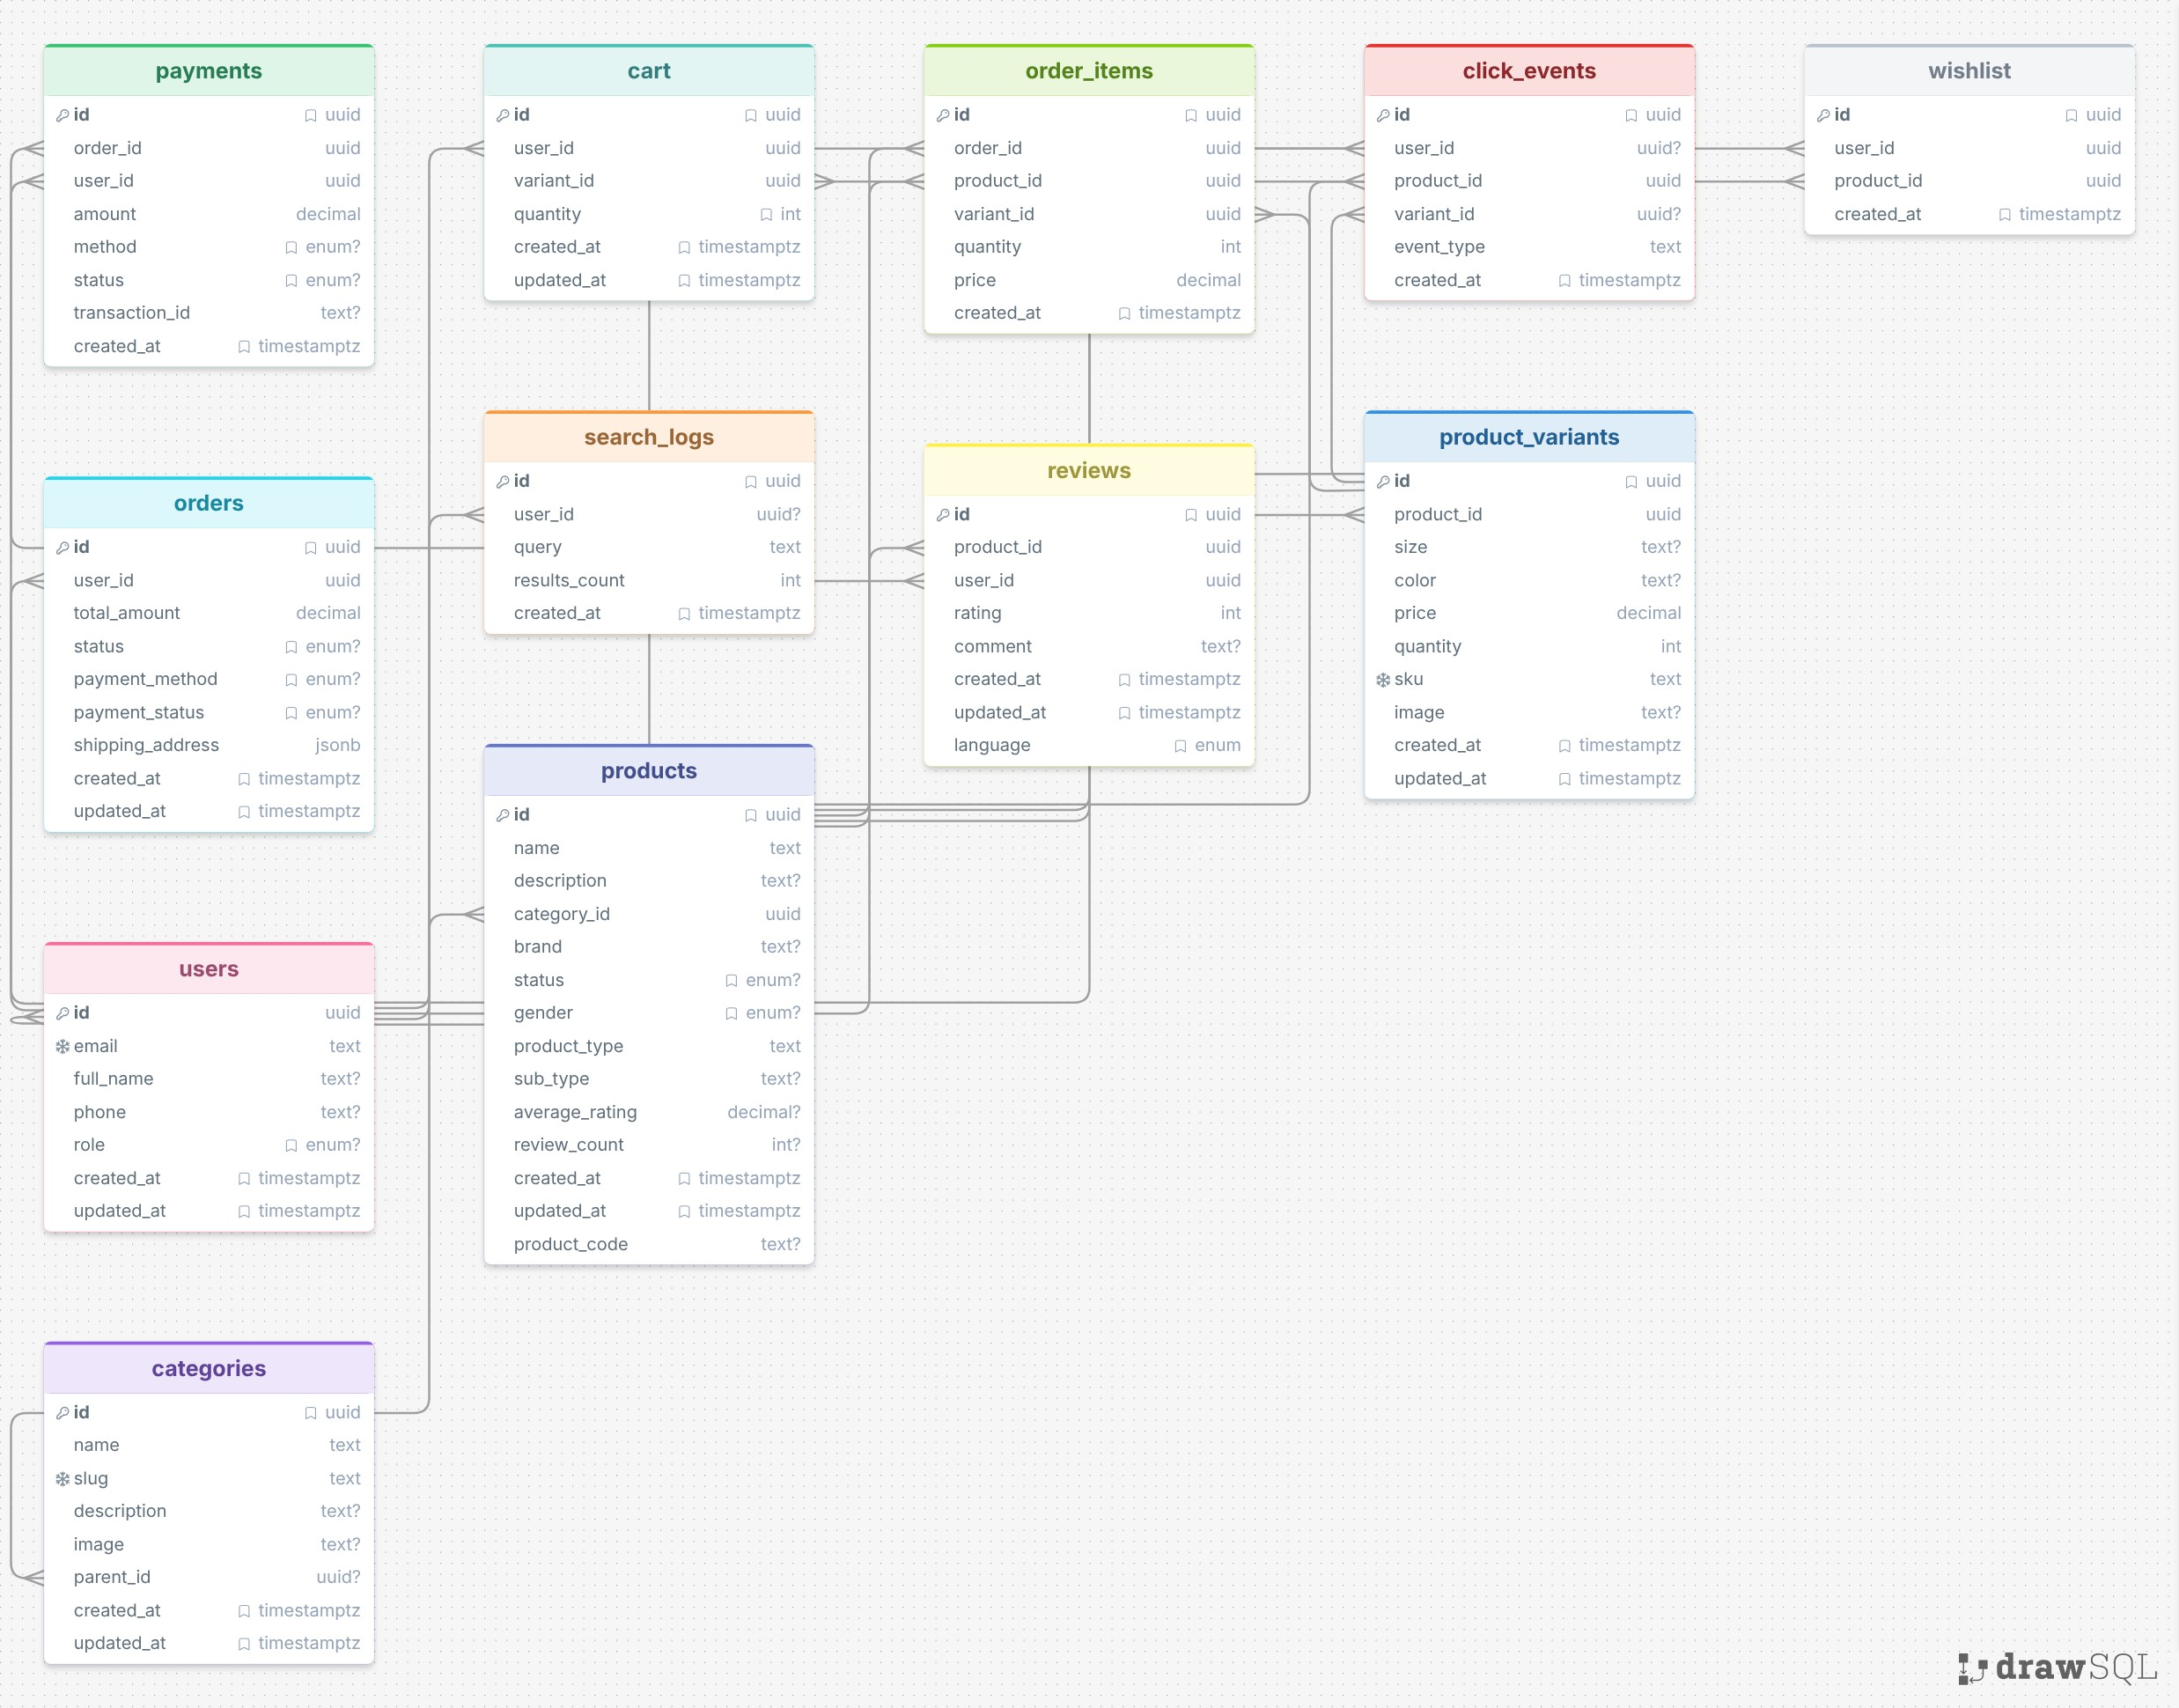 payments
id uuid
order_id uuid
user_id uuid
amount decimal
method enum?
status enum?
transaction_id text?
created_at timestamptz
cart
id uuid
user_id uuid
variant_id uuid
quantity int
created_at timestamptz
updated_at timestamptz
order_items
id uuid
order_id uuid
product_id uuid
variant_id uuid
quantity int
price decimal
created_at timestamptz
click_events
id uuid
user_id uuid?
product_id uuid
variant_id uuid?
event_type text
created_at timestamptz
wishlist
id uuid
user_id uuid
product_id uuid
created_at timestamptz
orders
id uuid
user_id uuid
total_amount decimal
status enum?
payment_method enum?
payment_status enum?
shipping_address jsonb
created_at timestamptz
updated_at timestamptz
search_logs
id uuid
user_id uuid?
query text
results_count int
created_at timestamptz
reviews
id uuid
product_id uuid
user_id uuid
rating int
comment text?
created_at timestamptz
updated_at timestamptz
language enum
product_variants
id uuid
product_id uuid
size text?
color text?
price decimal
quantity int
sku text
image text?
created_at timestamptz
updated_at timestamptz
users
id uuid
email text
full_name text?
phone text?
role enum?
created_at timestamptz
updated_at timestamptz
products
id uuid
name text
description text?
category_id uuid
brand text?
status enum?
gender enum?
product_type text
sub_type text?
average_rating decimal?
review_count int?
created_at timestamptz
updated_at timestamptz
product_code text?
categories
id uuid
name text
slug text
description text?
image text?
parent_id uuid?
created_at timestamptz
updated_at timestamptz
drawSQL